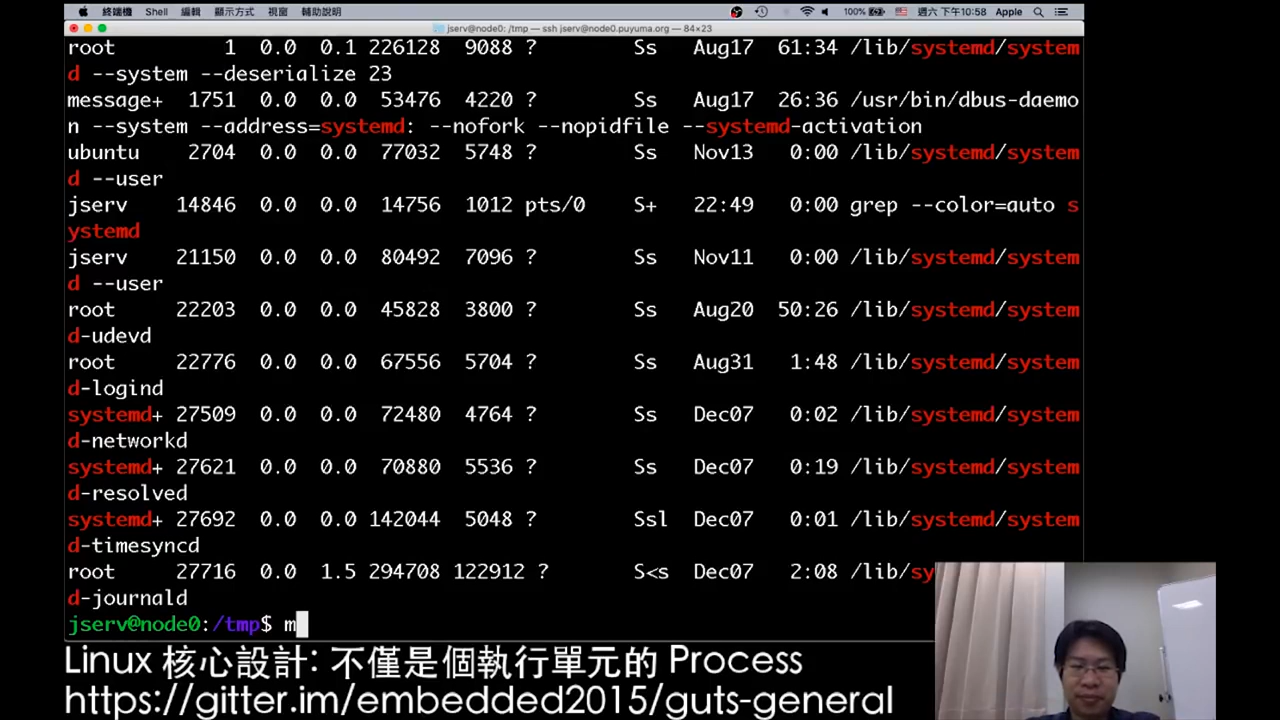 終端機 Shell 編輯 顯示方式 視窗 輔助說明 100% 週六 下午10:58 Apple
jserv@node0: /tmp — ssh jserv@node0.puyuma.org — 84×23
root 1 0.0 0.1 226128 9088 ? Ss Aug17 61:34 /lib/systemd/system
d --system --deserialize 23
message+ 1751 0.0 0.0 53476 4220 ? Ss Aug17 26:36 /usr/bin/dbus-daemo
n --system --address=systemd: --nofork --nopidfile --systemd-activation
ubuntu 2704 0.0 0.0 77032 5748 ? Ss Nov13 0:00 /lib/systemd/system
d --user
jserv 14846 0.0 0.0 14756 1012 pts/0 S+ 22:49 0:00 grep --color=auto s
ystemd
jserv 21150 0.0 0.0 80492 7096 ? Ss Nov11 0:00 /lib/systemd/system
d --user
root 22203 0.0 0.0 45828 3800 ? Ss Aug20 50:26 /lib/systemd/system
d-udevd
root 22776 0.0 0.0 67556 5704 ? Ss Aug31 1:48 /lib/systemd/system
d-logind
systemd+ 27509 0.0 0.0 72480 4764 ? Ss Dec07 0:02 /lib/systemd/system
d-networkd
systemd+ 27621 0.0 0.0 70880 5536 ? Ss Dec07 0:19 /lib/systemd/system
d-resolved
systemd+ 27692 0.0 0.0 142044 5048 ? Ssl Dec07 0:01 /lib/systemd/system
d-timesyncd
root 27716 0.0 1.5 294708 122912 ? S<s Dec07 2:08 /lib/sy
d-journald
jserv@node0:/tmp$ m
Linux 核心設計: 不僅是個執行單元的 Process
https://gitter.im/embedded2015/guts-general